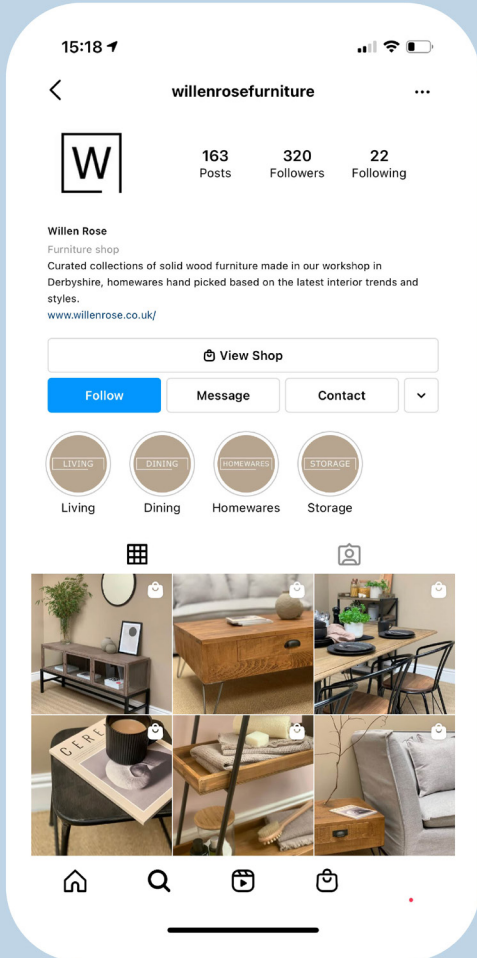 15:18
willenrosefurniture
W
163 320 22
Posts Followers Following
Willen Rose
Furniture shop
Curated collections of solid wood furniture made in our workshop in
Derbyshire, homewares hand picked based on the latest interior trends and
styles.
www.willenrose.co.uk/
View Shop
Follow Message Contact
LIVING DINING HOMEWARES STORAGE
Living Dining Homewares Storage
CERE